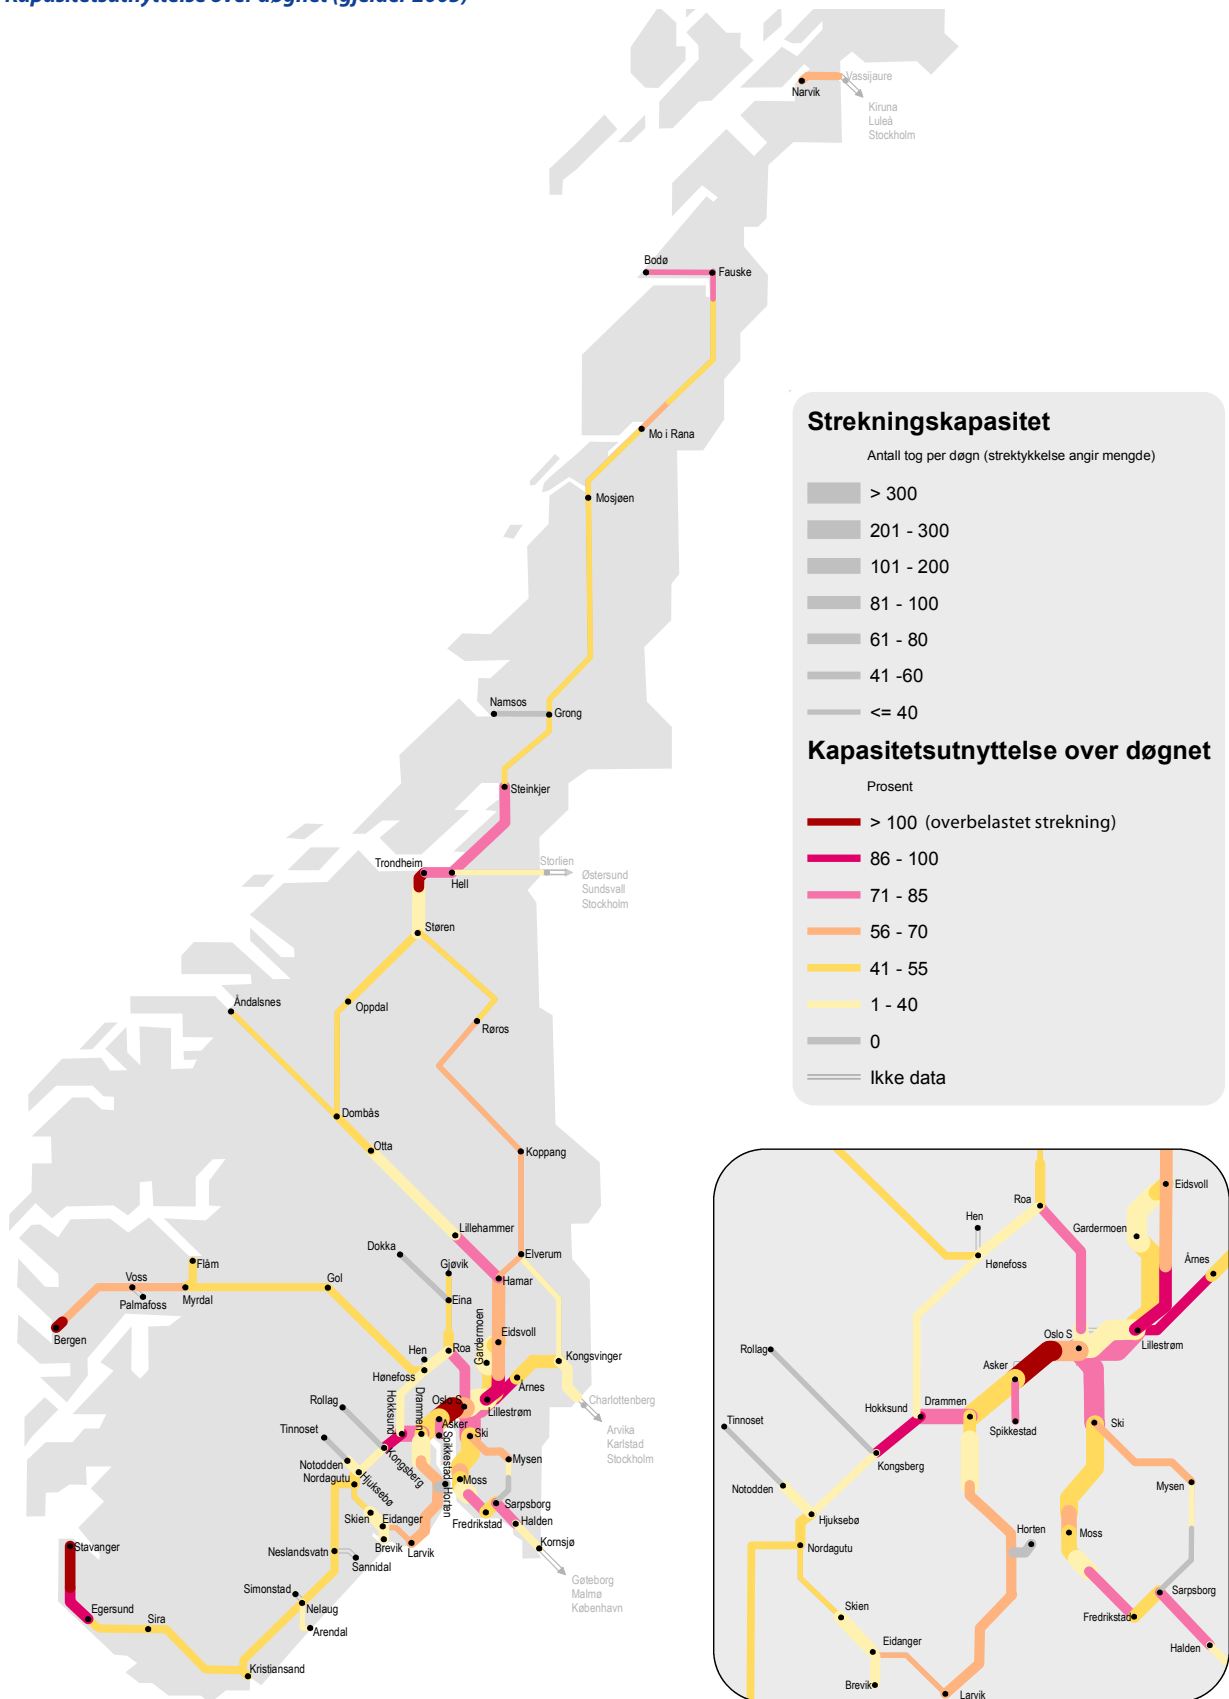 Kapasitetsutnyttelse over døgnet (gjelder 2005)
Vassijaure
Narvik
Kiruna
Luleå
Stockholm
Bodø
Fauske
Mo i Rana
Mosjøen
Namsos
Grong
Steinkjer
Trondheim
Hell
Storlien
Østersund
Sundsvall
Stockholm
Støren
Åndalsnes
Oppdal
Røros
Dombås
Otta
Koppang
Lillehammer
Dokka
Elverum
Gjøvik
Hamar
Flåm
Voss
Palmafoss
Myrdal
Gol
Eina
Bergen
Gardermoen
Eidsvoll
Hen
Roa
Hønefoss
Kongsvinger
Årnes
Rollag
Hokksund
Drammen
Oslo S
Lillestrøm
Charlottenberg
Arvika
Karlstad
Stockholm
Tinnoset
Asker
Spikkestad
Ski
Notodden
Kongsberg
Mysen
Nordagutu
Hjuksebø
Horten
Moss
Skien
Eidanger
Sarpsborg
Fredrikstad
Halden
Stavanger
Brevik
Larvik
Kornsjø
Neslandsvatn
Sannidal
Gøteborg
Malmø
København
Simonstad
Nelaug
Egersund
Sira
Arendal
Kristiansand
Strekningskapasitet
Antall tog per døgn (strektykkelse angir mengde)
> 300
201 - 300
101 - 200
81 - 100
61 - 80
41 -60
<= 40
Kapasitetsutnyttelse over døgnet
Prosent
> 100 (overbelastet strekning)
86 - 100
71 - 85
56 - 70
41 - 55
1 - 40
0
Ikke data
Eidsvoll
Roa
Hen
Gardermoen
Hønefoss
Årnes
Oslo S
Lillestrøm
Rollag
Asker
Drammen
Hokksund
Tinnoset
Spikkestad
Ski
Kongsberg
Notodden
Mysen
Hjuksebø
Horten
Moss
Nordagutu
Sarpsborg
Skien
Fredrikstad
Eidanger
Halden
Brevik
Larvik